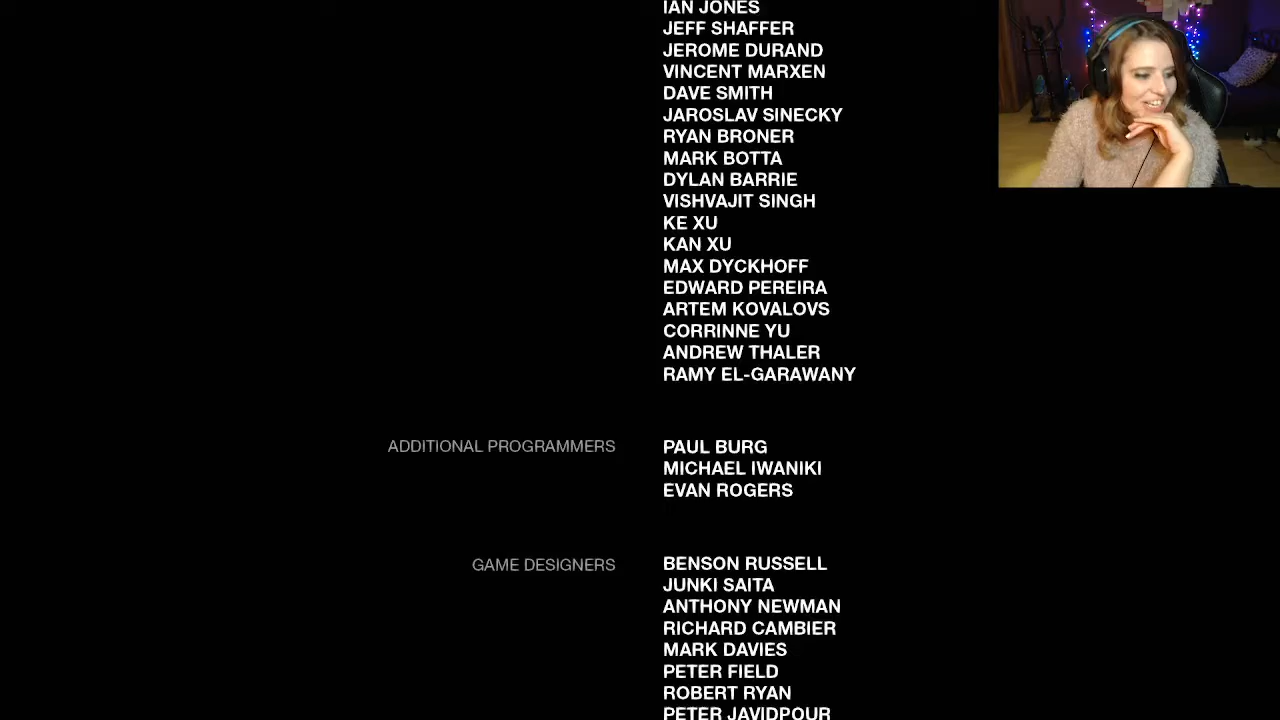 IAN JONES
JEFF SHAFFER
JEROME DURAND
VINCENT MARXEN
DAVE SMITH
JAROSLAV SINECKY
RYAN BRONER
MARK BOTTA
DYLAN BARRIE
VISHVAJIT SINGH
KE XU
KAN XU
MAX DYCKHOFF
EDWARD PEREIRA
ARTEM KOVALOVS
CORRINNE YU
ANDREW THALER
RAMY EL-GARAWANY
ADDITIONAL PROGRAMMERS PAUL BURG
MICHAEL IWANIKI
EVAN ROGERS
GAME DESIGNERS BENSON RUSSELL
JUNKI SAITA
ANTHONY NEWMAN
RICHARD CAMBIER
MARK DAVIES
PETER FIELD
ROBERT RYAN
PETER JAVIDPOUR